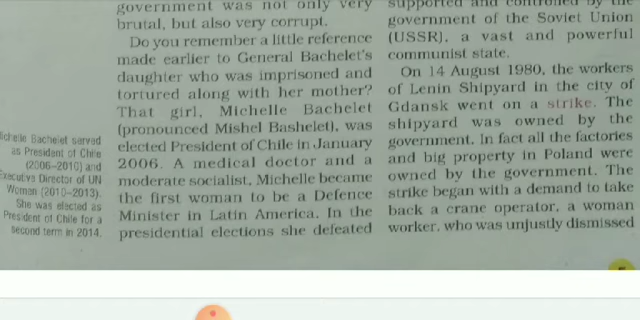 government was not only very
brutal, but also very corrupt.
Do you remember a little reference
made earlier to General Bachelet's
daughter who was imprisoned and
tortured along with her mother?
That girl, Michelle Bachelet
(pronounced Mishel Bashelet), was
elected President of Chile in January
2006. A medical doctor and a
moderate socialist, Michelle became
the first woman to be a Defence
Minister in Latin America. In the
presidential elections she defeated
supported and controlled by the
government of the Soviet Union
(USSR), a vast and powerful
communist state.
On 14 August 1980, the workers
of Lenin Shipyard in the city of
Gdansk went on a strike. The
shipyard was owned by the
government. In fact all the factories
and big property in Poland were
owned by the government. The
strike began with a demand to take
back a crane operator, a woman
worker, who was unjustly dismissed
ichelle Bachelet served
as President of Chile
(2006–2010) and
Executive Director of UN
Women (2010–2013).
She was elected as
President of Chile for a
second term in 2014.